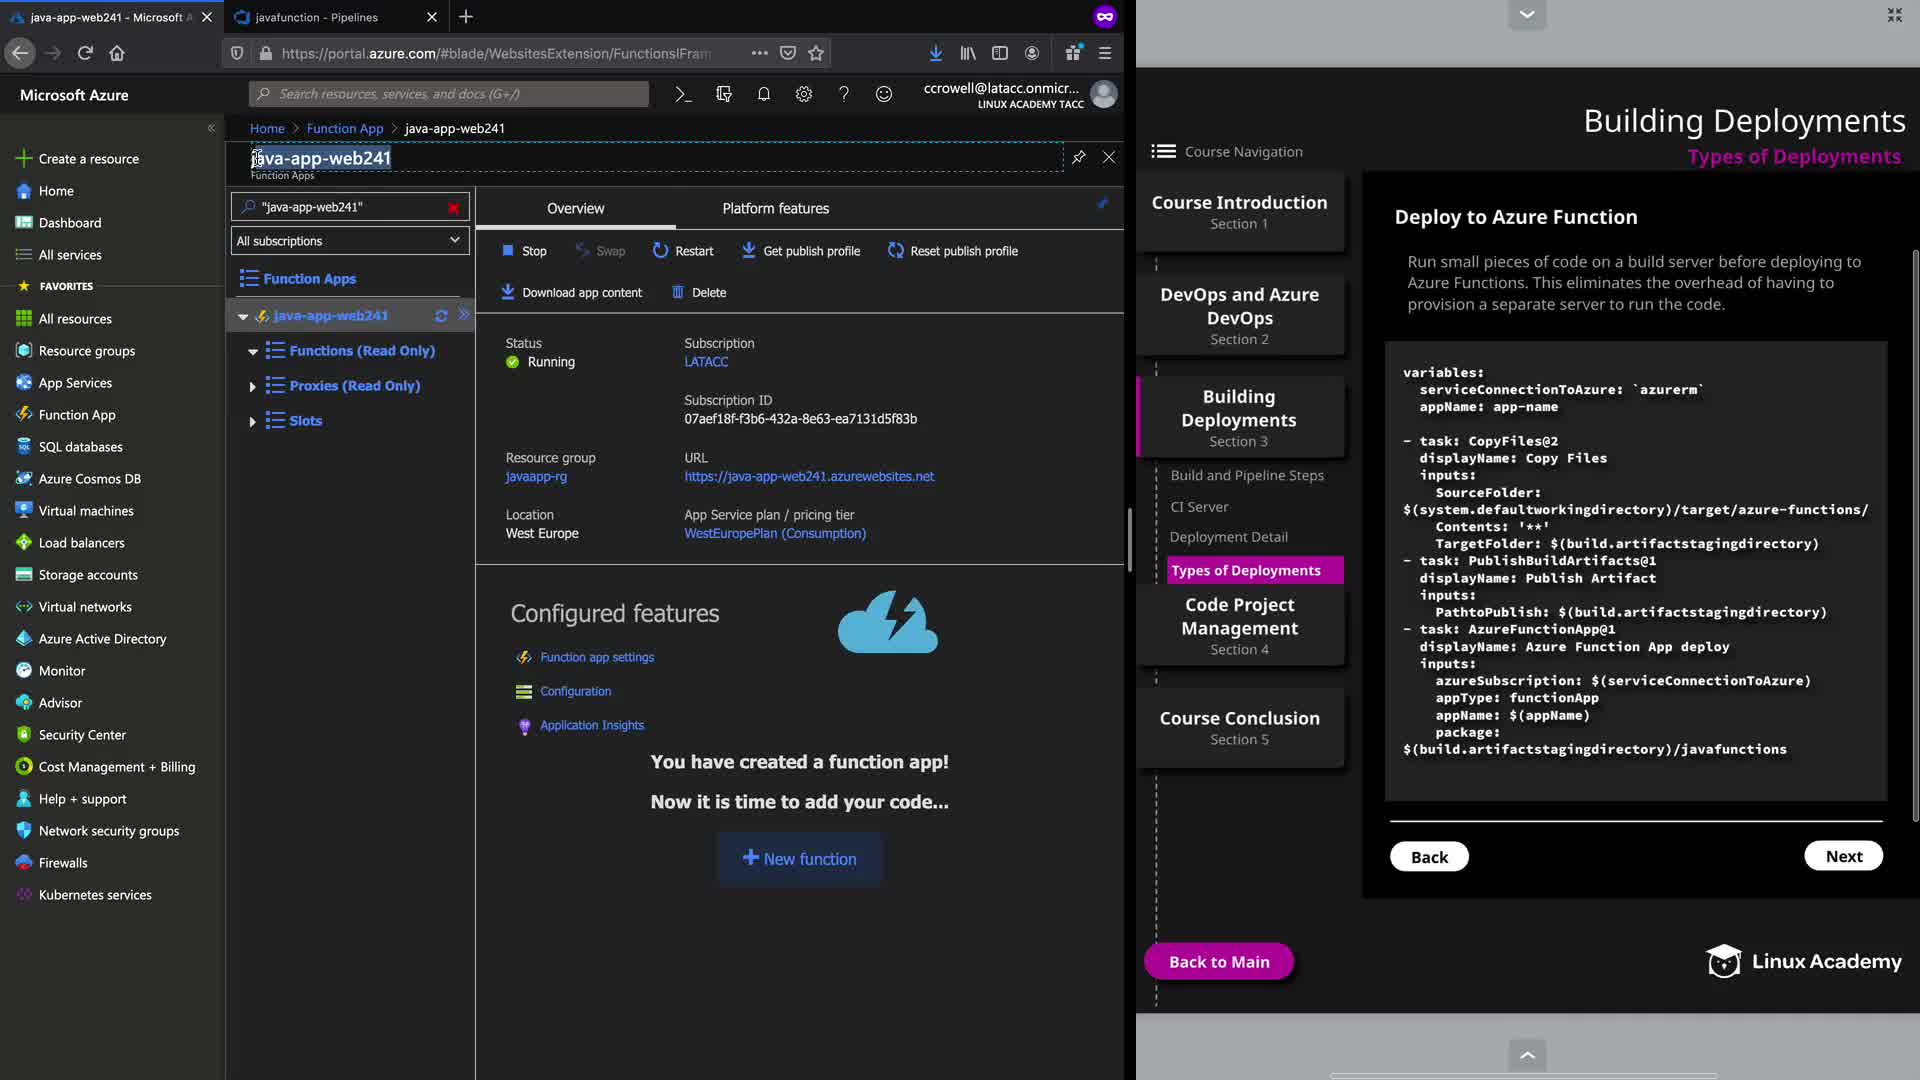 java-app-web241 - Microsoft A
javafunction - Pipelines
https://portal.azure.com/#blade/WebsitesExtension/FunctionsIFram
Microsoft Azure
Search resources, services, and docs (G+/)
ccrowell@latacc.onmicr...
LINUX ACADEMY TACC
Home > Function App > java-app-web241
java-app-web241
Function Apps
Create a resource
Home
Dashboard
All services
FAVORITES
All resources
Resource groups
App Services
Function App
SQL databases
Azure Cosmos DB
Virtual machines
Load balancers
Storage accounts
Virtual networks
Azure Active Directory
Monitor
Advisor
Security Center
Cost Management + Billing
Help + support
Network security groups
Firewalls
Kubernetes services
"java-app-web241"
All subscriptions
Function Apps
java-app-web241
Functions (Read Only)
Proxies (Read Only)
Slots
Overview
Platform features
Stop
Swap
Restart
Get publish profile
Reset publish profile
Download app content
Delete
Status
Running
Subscription
LATACC
Subscription ID
07aef18f-f3b6-432a-8e63-ea7131d5f83b
Resource group
javaapp-rg
URL
https://java-app-web241.azurewebsites.net
Location
West Europe
App Service plan / pricing tier
WestEuropePlan (Consumption)
Configured features
Function app settings
Configuration
Application Insights
You have created a function app!
Now it is time to add your code...
New function
Building Deployments
Types of Deployments
Course Navigation
Course Introduction
Section 1
DevOps and Azure
DevOps
Section 2
Building
Deployments
Section 3
Build and Pipeline Steps
CI Server
Deployment Detail
Types of Deployments
Code Project
Management
Section 4
Course Conclusion
Section 5
Back to Main
Deploy to Azure Function
Run small pieces of code on a build server before deploying to
Azure Functions. This eliminates the overhead of having to
provision a separate server to run the code.
variables:
serviceConnectionToAzure: `azurerm`
appName: app-name
- task: CopyFiles@2
displayName: Copy Files
inputs:
SourceFolder:
$(system.defaultworkingdirectory)/target/azure-functions/
Contents: '**'
TargetFolder: $(build.artifactstagingdirectory)
- task: PublishBuildArtifacts@1
displayName: Publish Artifact
inputs:
PathtoPublish: $(build.artifactstagingdirectory)
- task: AzureFunctionApp@1
displayName: Azure Function App deploy
inputs:
azureSubscription: $(serviceConnectionToAzure)
appType: functionApp
appName: $(appName)
package:
$(build.artifactstagingdirectory)/javafunctions
Back
Next
Linux Academy